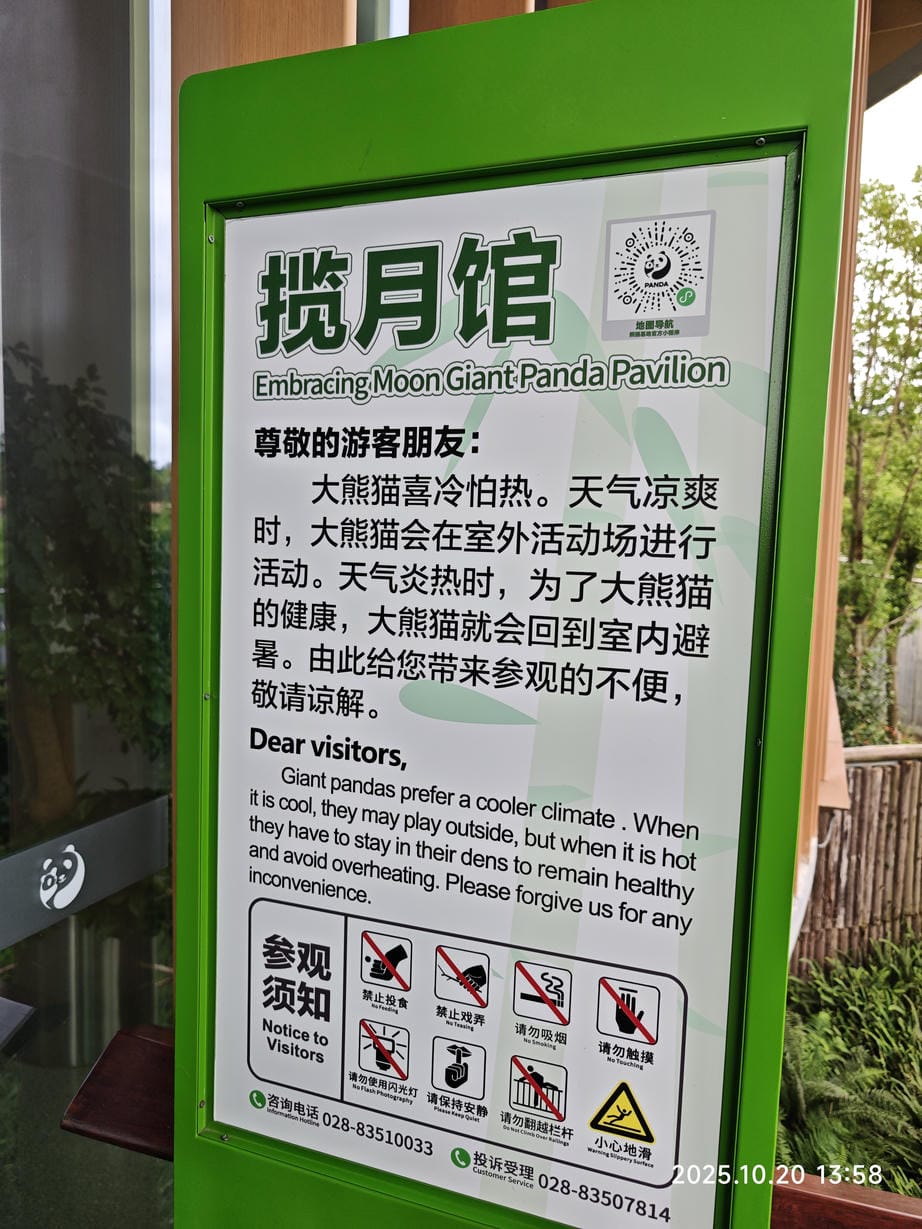 揽月馆
PANDA
地图导航
熊猫基地官方小程序
Embracing Moon Giant Panda Pavilion
尊敬的游客朋友：
大熊猫喜冷怕热。天气凉爽
时，大熊猫会在室外活动场进行
活动。天气炎热时，为了大熊猫
的健康，大熊猫就会回到室内避
暑。由此给您带来参观的不便，
敬请谅解。
Dear visitors,
Giant pandas prefer a cooler climate . When
it is cool, they may play outside, but when it is hot
they have to stay in their dens to remain healthy
and avoid overheating. Please forgive us for any
inconvenience.
参观
须知
Notice to
Visitors
禁止投食
No Feeding
禁止戏弄
No Teasing
请勿吸烟
No Smoking
请勿触摸
No Touching
请勿使用闪光灯
No Flash Photography
请保持安静
Please Keep Quiet
请勿翻越栏杆
Do Not Climb Over Railings
小心地滑
Warning Slippery Surface
咨询电话 028-83510033
Information Hotline
投诉受理 028-83507814
Customer Service
2025.10.20 13:58